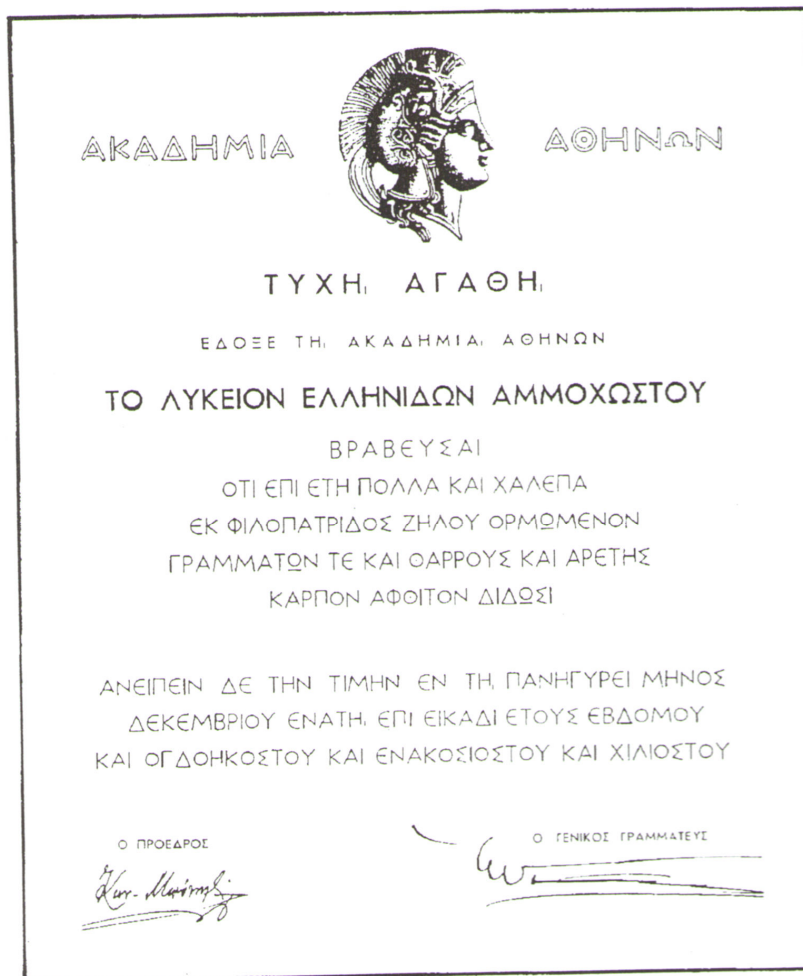 ΑΚΑΔΗΜΙΑ ΑΘΗΝΩΝ
ΤΥΧΗι ΑΓΑΘΗι
ΕΔΟΞΕ ΤΗι ΑΚΑΔΗΜΙΑι ΑΘΗΝΩΝ
ΤΟ ΛΥΚΕΙΟΝ ΕΛΛΗΝΙΔΩΝ ΑΜΜΟΧΩΣΤΟΥ
ΒΡΑΒΕΥΣΑΙ
ΟΤΙ ΕΠΙ ΕΤΗ ΠΟΛΛΑ ΚΑΙ ΧΑΛΕΠΑ
ΕΚ ΦΙΛΟΠΑΤΡΙΔΟΣ ΖΗΛΟΥ ΟΡΜΩΜΕΝΟΝ
ΓΡΑΜΜΑΤΩΝ ΤΕ ΚΑΙ ΘΑΡΡΟΥΣ ΚΑΙ ΑΡΕΤΗΣ
ΚΑΡΠΟΝ ΑΦΘΙΤΟΝ ΔΙΔΩΣΙ
ΑΝΕΙΠΕΙΝ ΔΕ ΤΗΝ ΤΙΜΗΝ ΕΝ ΤΗι ΠΑΝΗΓΥΡΕΙ ΜΗΝΟΣ
ΔΕΚΕΜΒΡΙΟΥ ΕΝΑΤΗι ΕΠΙ ΕΙΚΑΔΙ ΕΤΟΥΣ ΕΒΔΟΜΟΥ
ΚΑΙ ΟΓΔΟΗΚΟΣΤΟΥ ΚΑΙ ΕΝΑΚΟΣΙΟΣΤΟΥ ΚΑΙ ΧΙΛΙΟΣΤΟΥ
Ο ΠΡΟΕΔΡΟΣ
Ο ΓΕΝΙΚΟΣ ΓΡΑΜΜΑΤΕΥΣ